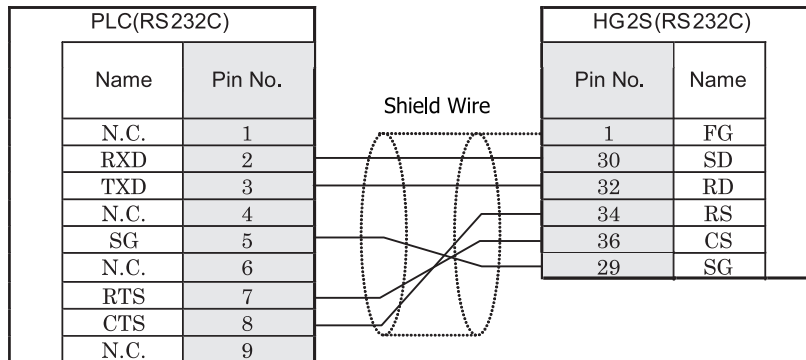 PLC(RS232C)
HG2S(RS232C)
Name Pin No.
Pin No. Name
Shield Wire
N.C. 1
1 FG
RXD 2
30 SD
TXD 3
32 RD
N.C. 4
34 RS
SG 5
36 CS
N.C. 6
29 SG
RTS 7
CTS 8
N.C. 9